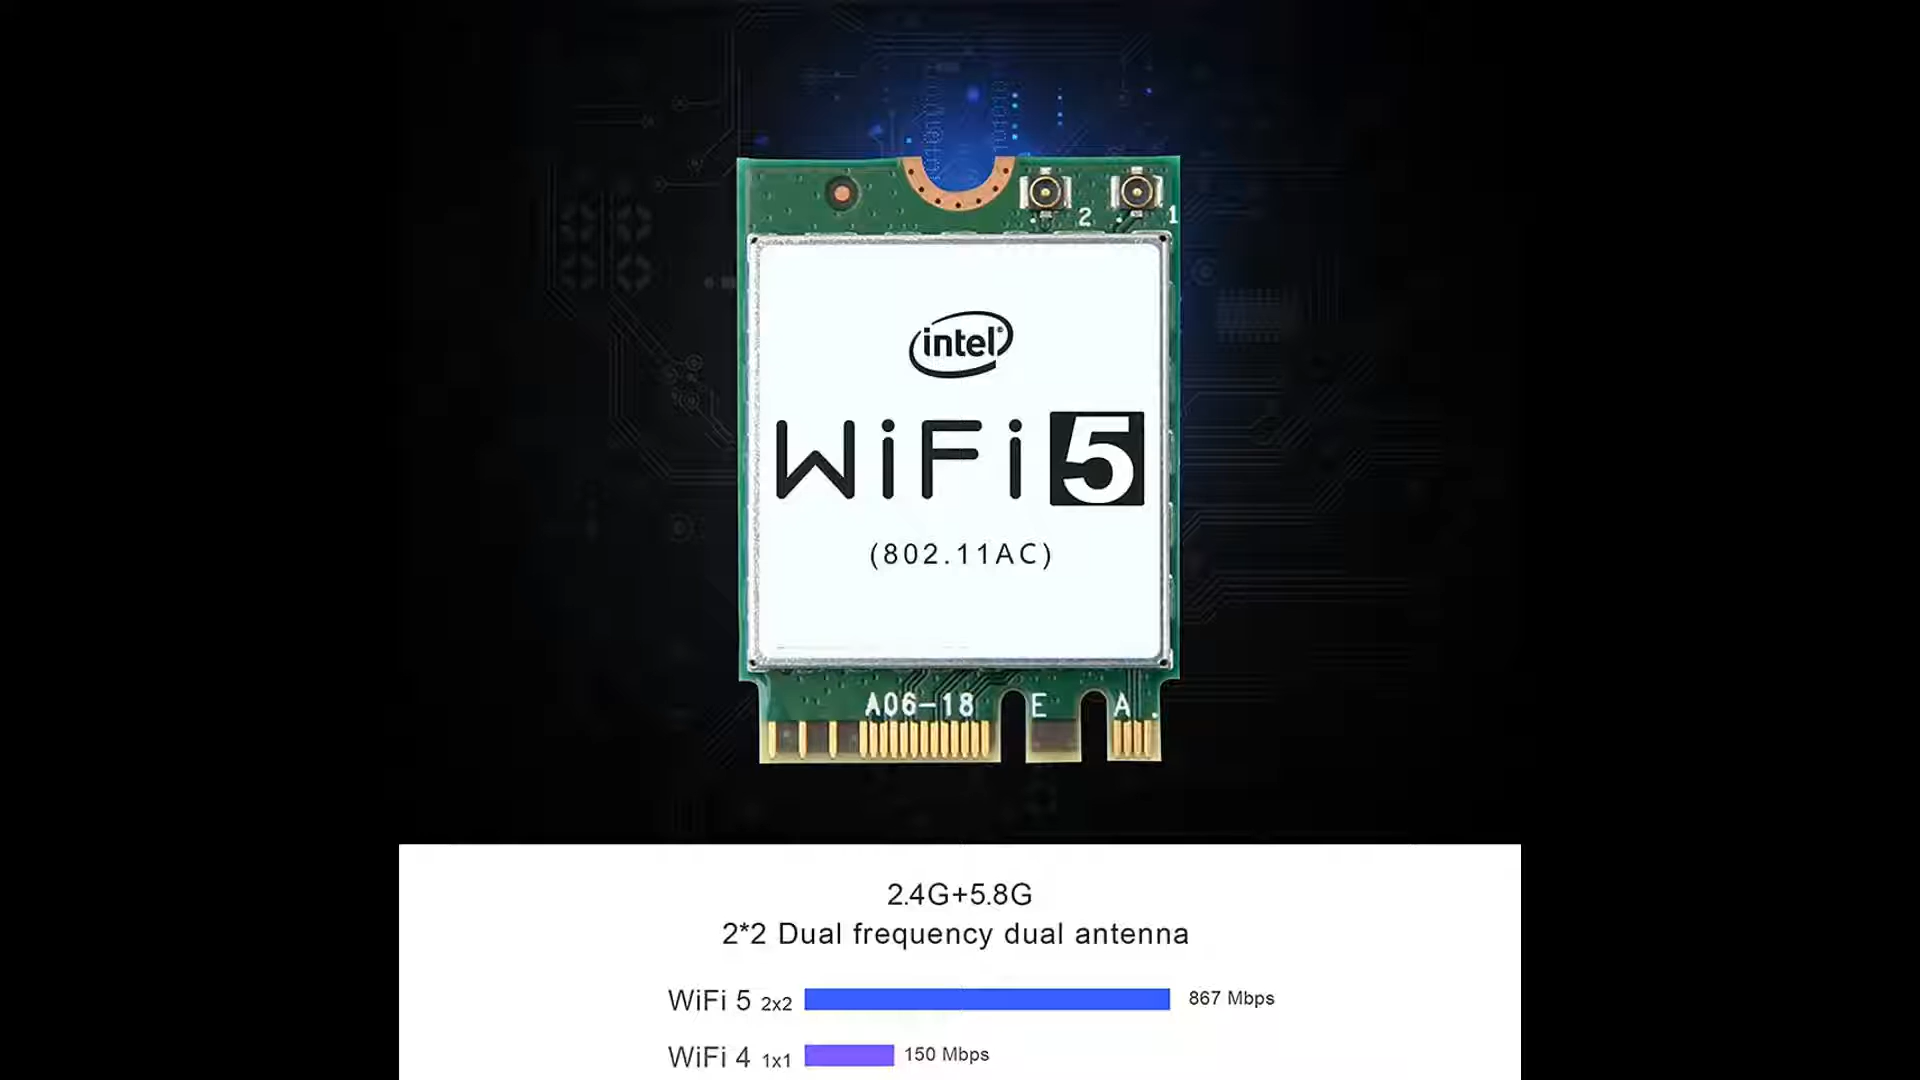 2
1
intel®
WiFi 5
(802.11AC)
A06-18 E A
2.4G+5.8G
2*2 Dual frequency dual antenna
WiFi 5 2x2 867 Mbps
WiFi 4 1x1 150 Mbps